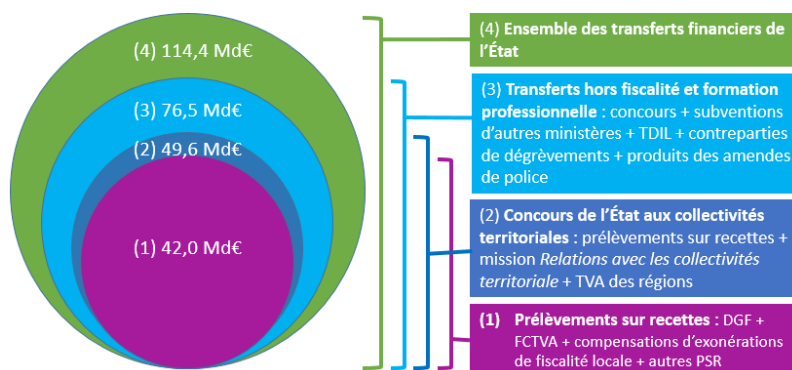 (4) 114,4 Md€
(3) 76,5Md€
(2) 49,6 Md€
(1) 42,0 Md€
(4) Ensemble des transferts financiers de
l’État
(3) Transferts hors fiscalité et formation
professionnelle : concours + subventions
d’autres ministères + TDIL + contreparties
de dégrèvements + produits des amendes
de police
(2) Concours de l’État aux collectivités
territoriales : prélèvements sur recettes +
mission Relations avec les collectivités
territoriale + TVA des régions
(1) Prélèvements sur recettes : DGF +
FCTVA + compensations d’exonérations
de fiscalité locale + autres PSR